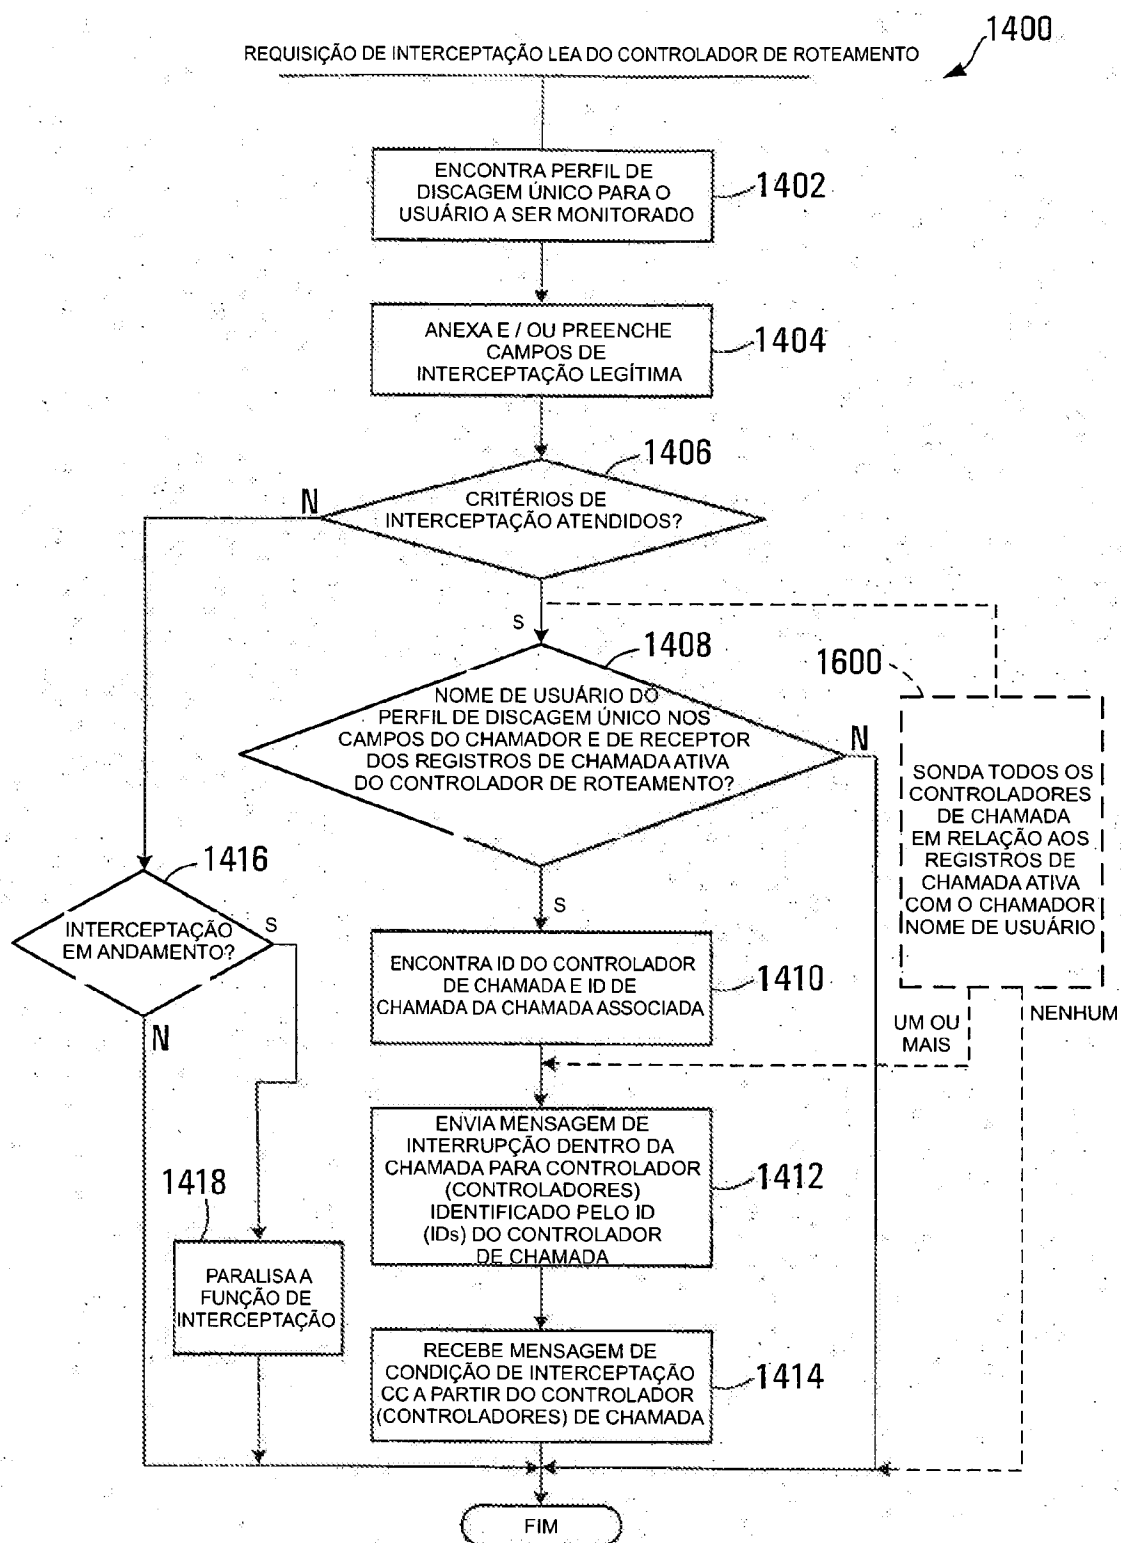 1400
REQUISIÇÃO DE INTERCEPTAÇÃO LEA DO CONTROLADOR DE ROTEAMENTO
ENCONTRA PERFIL DE
DISCAGEM ÚNICO PARA O
USUÁRIO A SER MONITORADO
1402
ANEXA E / OU PREENCHE
CAMPOS DE
INTERCEPTAÇÃO LEGÍTIMA
1404
1406
N
CRITÉRIOS DE
INTERCEPTAÇÃO ATENDIDOS?
S
1408
NOME DE USUÁRIO DO
PERFIL DE DISCAGEM ÚNICO NOS
CAMPOS DO CHAMADOR E DE RECEPTOR
DOS REGISTROS DE CHAMADA ATIVA
DO CONTROLADOR DE ROTEAMENTO?
N
1600
SONDA TODOS OS
CONTROLADORES
DE CHAMADA
EM RELAÇÃO AOS
REGISTROS DE
CHAMADA ATIVA
COM O CHAMADOR
NOME DE USUÁRIO
UM OU
MAIS
NENHUM
1416
INTERCEPTAÇÃO
EM ANDAMENTO?
S
N
S
ENCONTRA ID DO CONTROLADOR
DE CHAMADA E ID DE
CHAMADA DA CHAMADA ASSOCIADA
1410
ENVIA MENSAGEM DE
INTERRUPÇÃO DENTRO DA
CHAMADA PARA CONTROLADOR
(CONTROLADORES)
IDENTIFICADO PELO ID
(IDs) DO CONTROLADOR
DE CHAMADA
1412
1418
PARALISA A
FUNÇÃO DE
INTERCEPTAÇÃO
RECEBE MENSAGEM DE
CONDIÇÃO DE INTERCEPTAÇÃO
CC A PARTIR DO CONTROLADOR
(CONTROLADORES) DE CHAMADA
1414
FIM